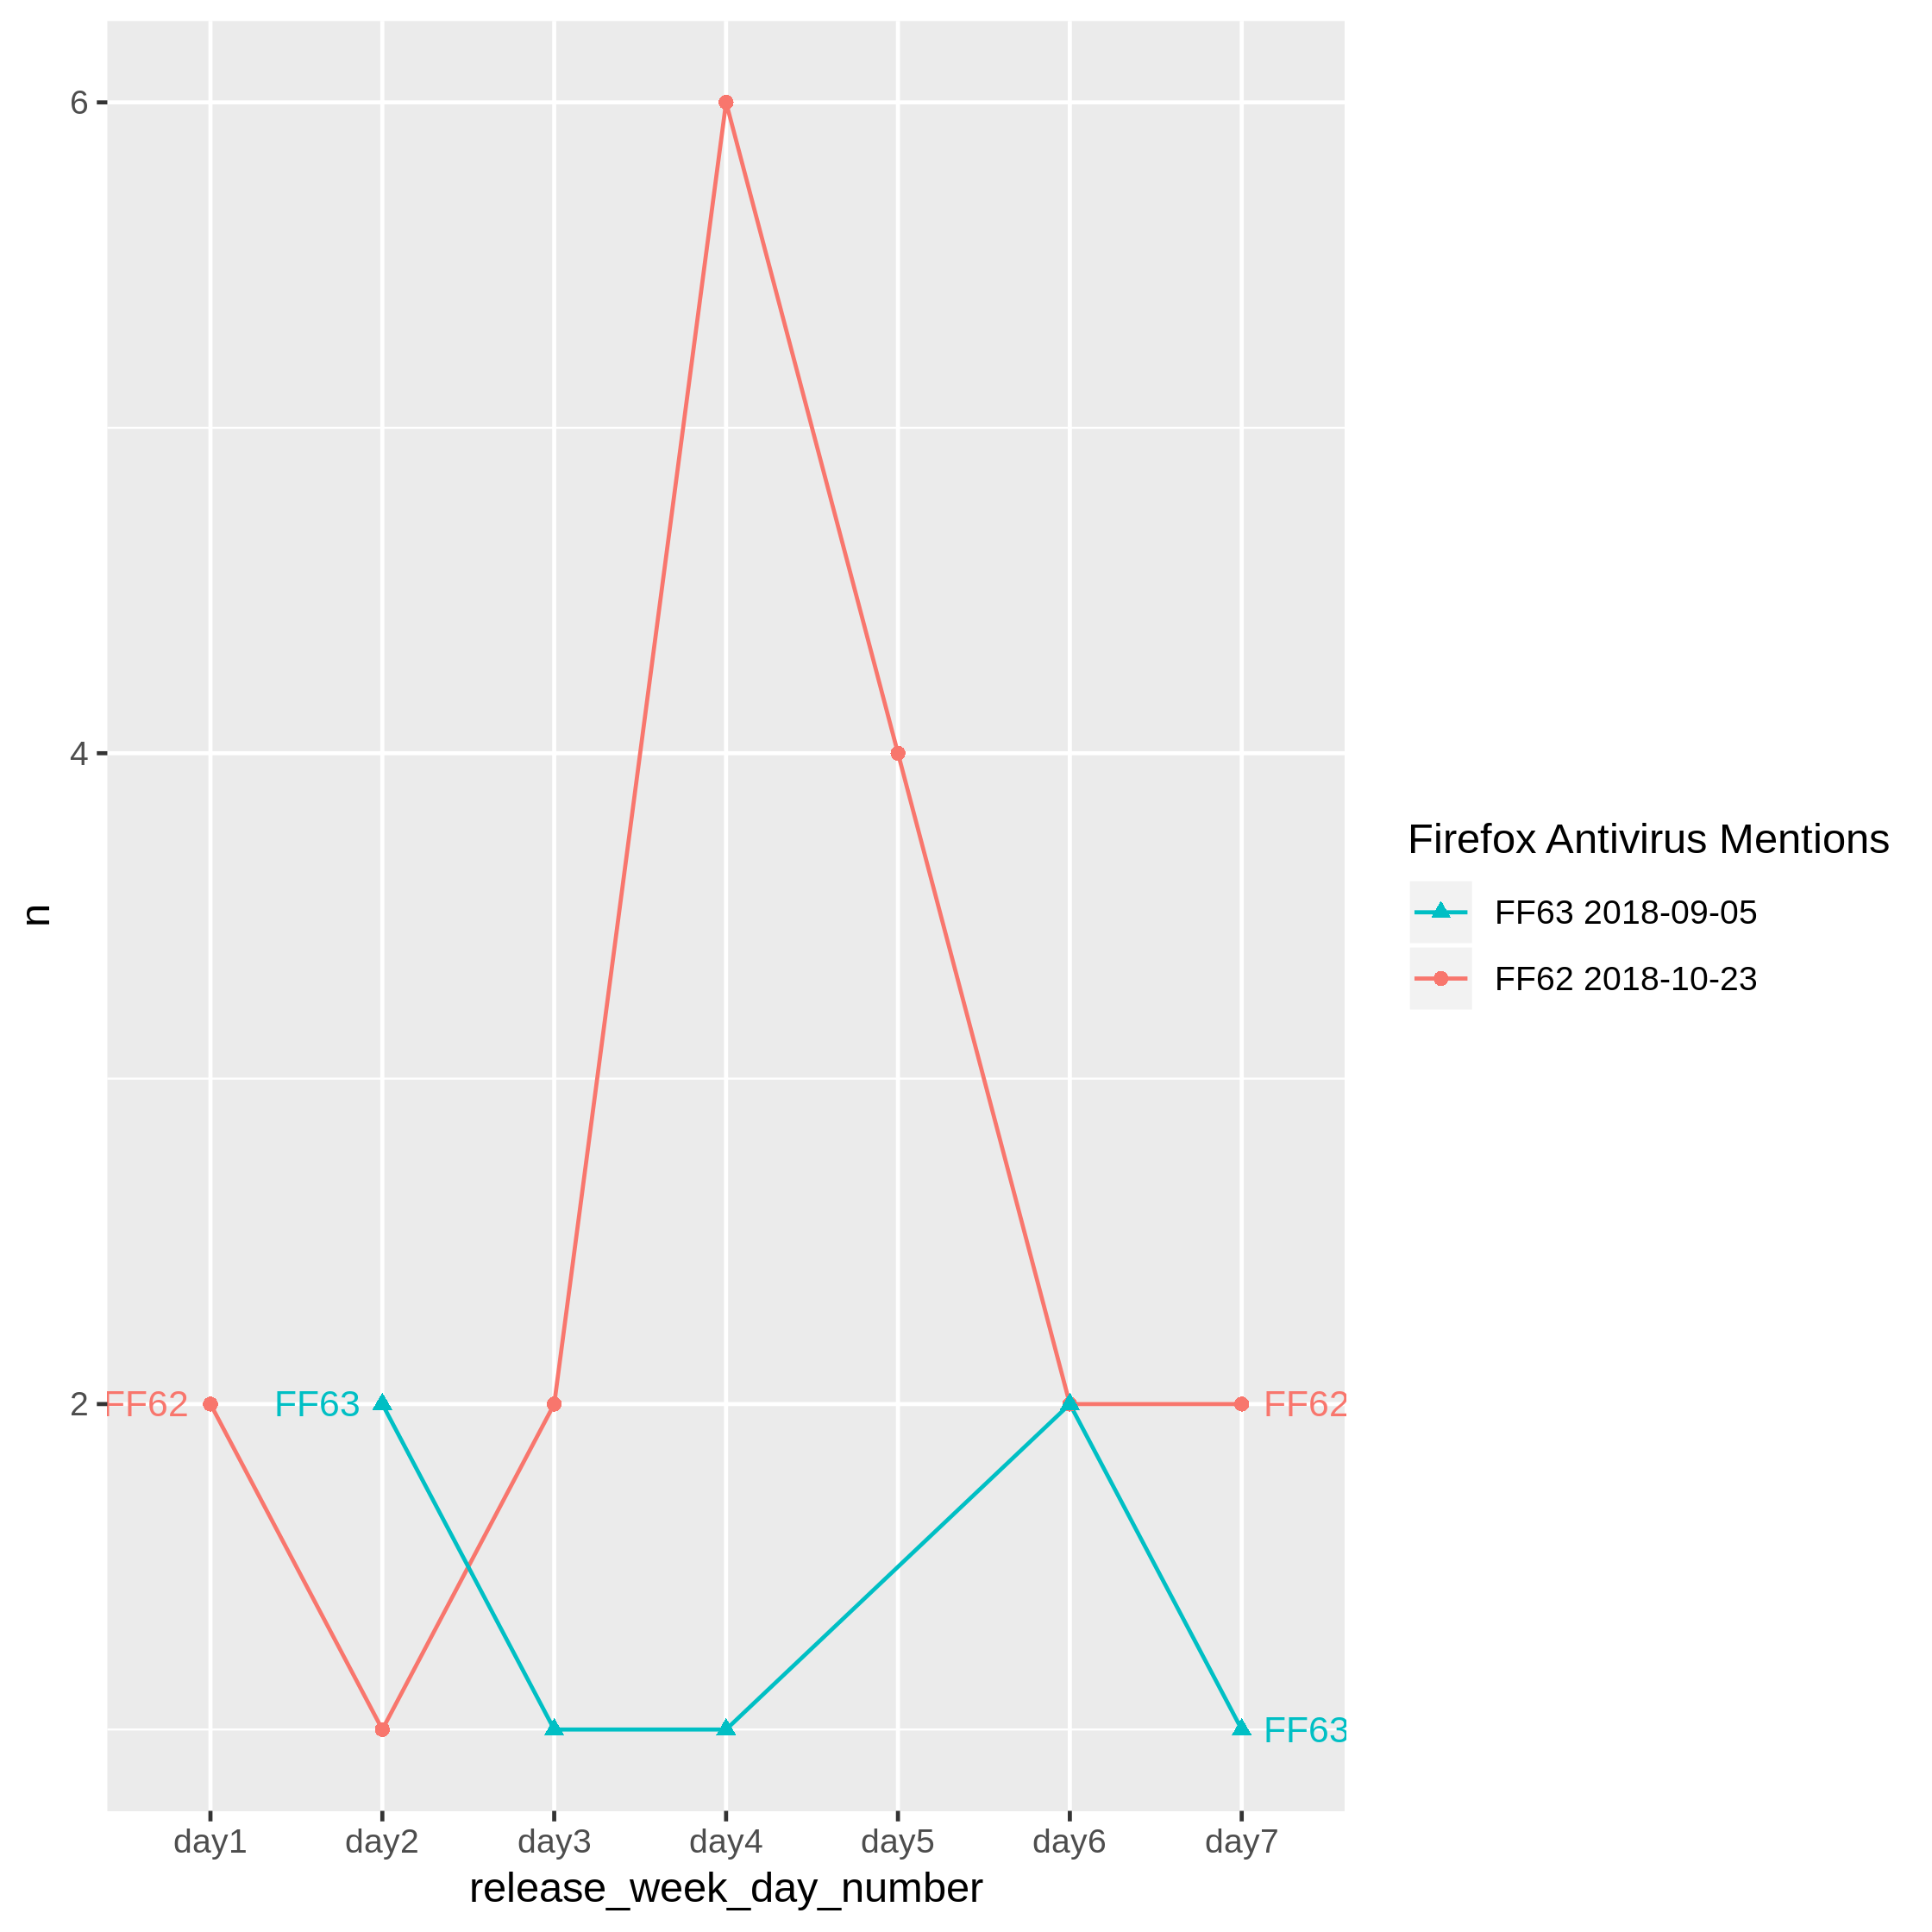 6
4
2
n
FF62
FF63
FF62
FF63
day1 day2 day3 day4 day5 day6 day7
release_week_day_number
Firefox Antivirus Mentions
FF63 2018-09-05
FF62 2018-10-23